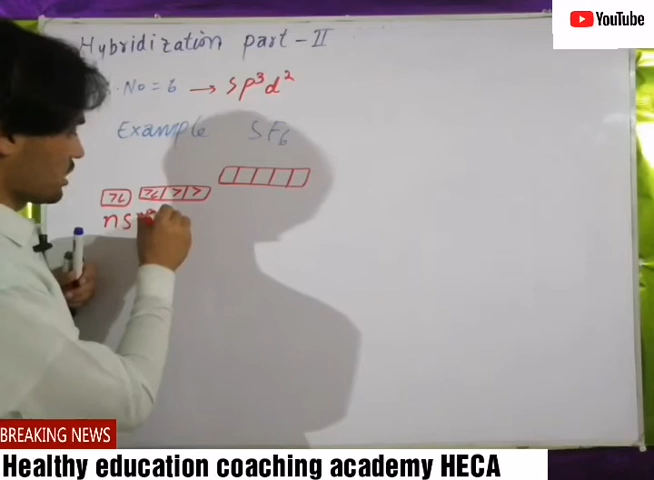 YouTube
Hybridization part - II
. No = 6 → sp³d²
Example SF₆
ns
BREAKING NEWS
Healthy education coaching academy HECA